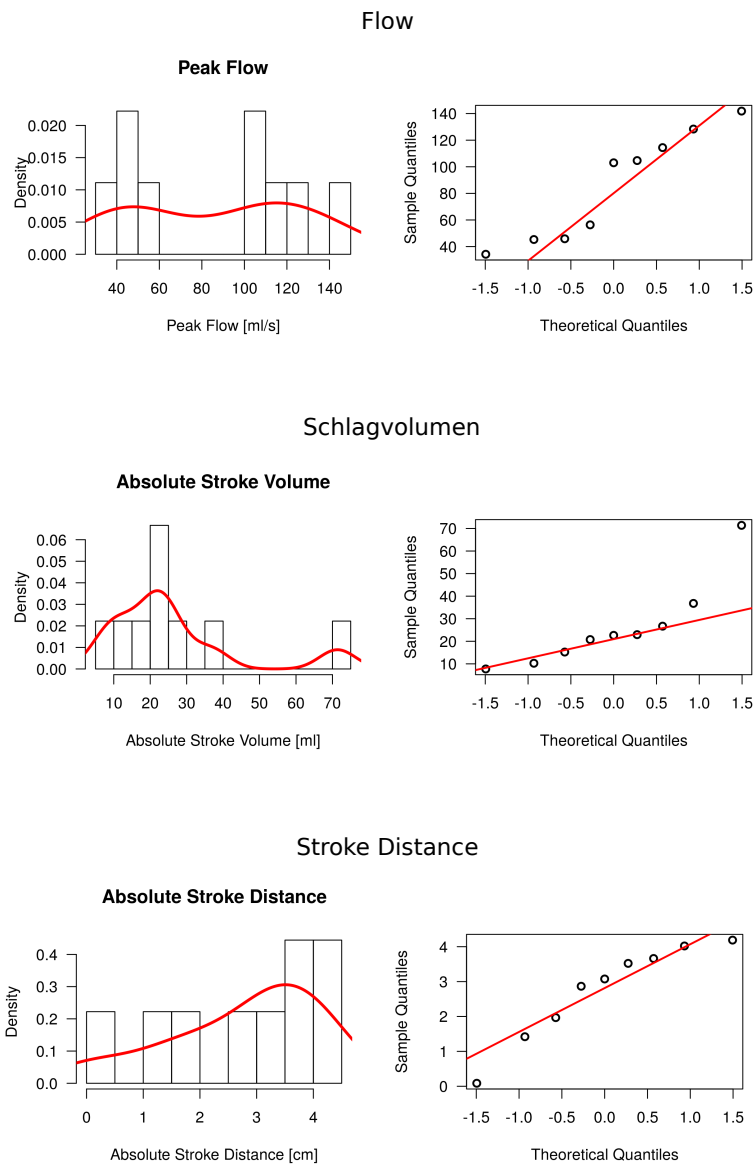 Flow
Peak Flow
Density
0.020
0.015
0.010
0.005
0.000
40 60 80 100 120 140
Peak Flow [ml/s]
Sample Quantiles
140
120
100
80
60
40
-1.5 -1.0 -0.5 0.0 0.5 1.0 1.5
Theoretical Quantiles
Schlagvolumen
Absolute Stroke Volume
Density
0.06
0.05
0.04
0.03
0.02
0.01
0.00
10 20 30 40 50 60 70
Absolute Stroke Volume [ml]
Sample Quantiles
70
60
50
40
30
20
10
-1.5 -1.0 -0.5 0.0 0.5 1.0 1.5
Theoretical Quantiles
Stroke Distance
Absolute Stroke Distance
Density
0.4
0.3
0.2
0.1
0.0
0 1 2 3 4
Absolute Stroke Distance [cm]
Sample Quantiles
4
3
2
1
0
-1.5 -1.0 -0.5 0.0 0.5 1.0 1.5
Theoretical Quantiles